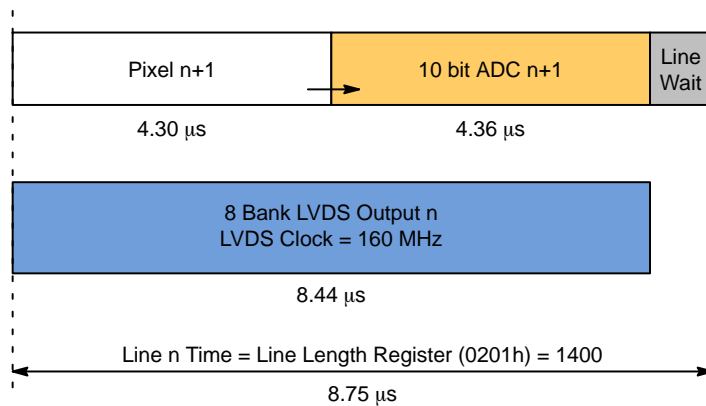 Pixel n+1
10 bit ADC n+1
Line
Wait
4.30 μs
4.36 μs
8 Bank LVDS Output n
LVDS Clock = 160 MHz
8.44 μs
Line n Time = Line Length Register (0201h) = 1400
8.75 μs